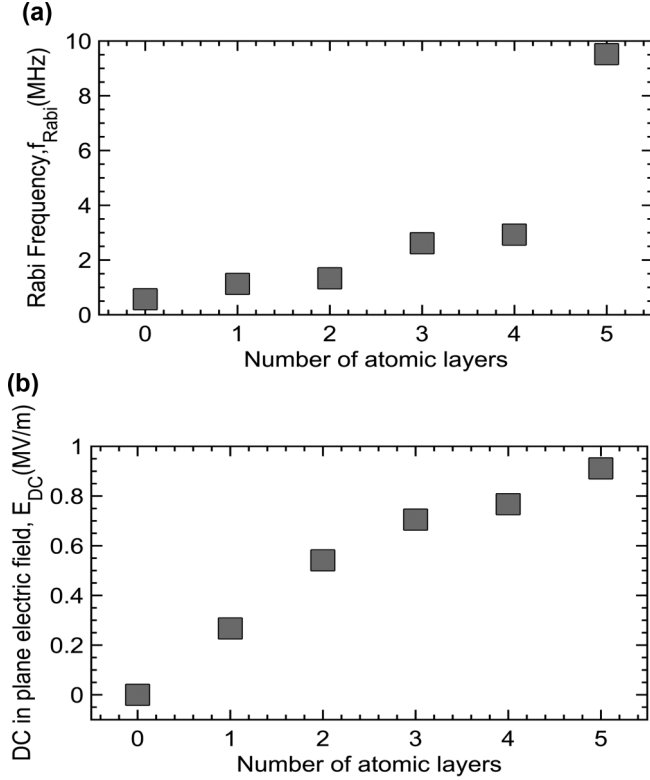 (a)
Rabi Frequency,f_Rabi(MHz)
10
8
6
4
2
0
0 1 2 3 4 5
Number of atomic layers
(b)
DC in plane electric field, E_DC(MV/m)
1
0.8
0.6
0.4
0.2
0
0 1 2 3 4 5
Number of atomic layers